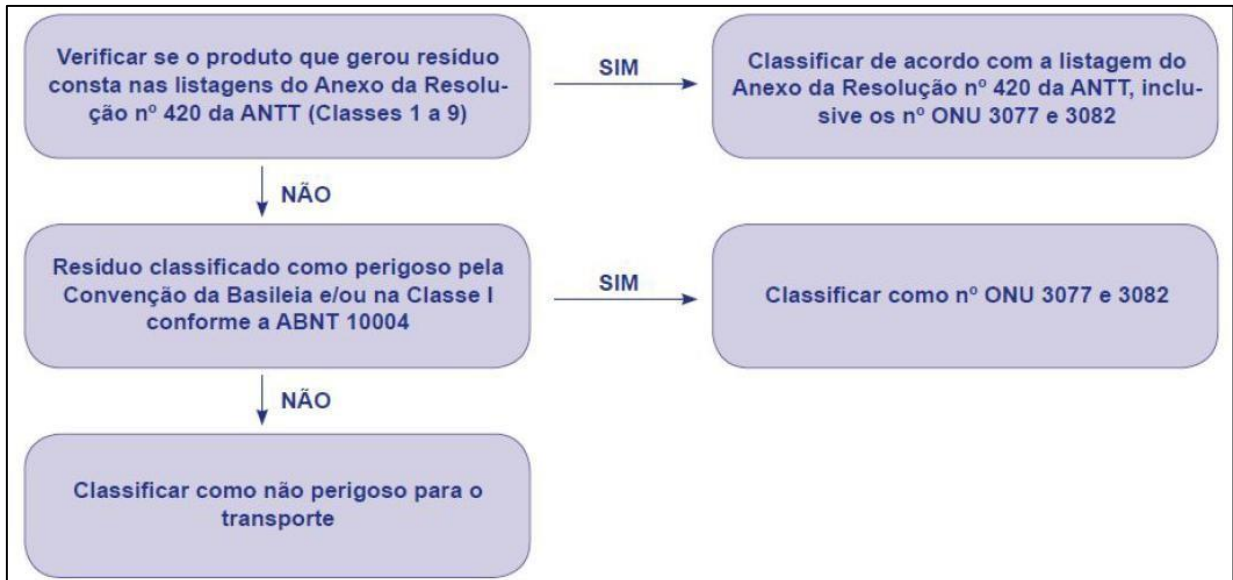 Verificar se o produto que gerou resíduo
consta nas listagens do Anexo da Resolu-
ção nº 420 da ANTT (Classes 1 a 9)
SIM
Classificar de acordo com a listagem do
Anexo da Resolução nº 420 da ANTT, inclu-
sive os nº ONU 3077 e 3082
NÃO
Resíduo classificado como perigoso pela
Convenção da Basileia e/ou na Classe I
conforme a ABNT 10004
SIM
Classificar como nº ONU 3077 e 3082
NÃO
Classificar como não perigoso para o
transporte